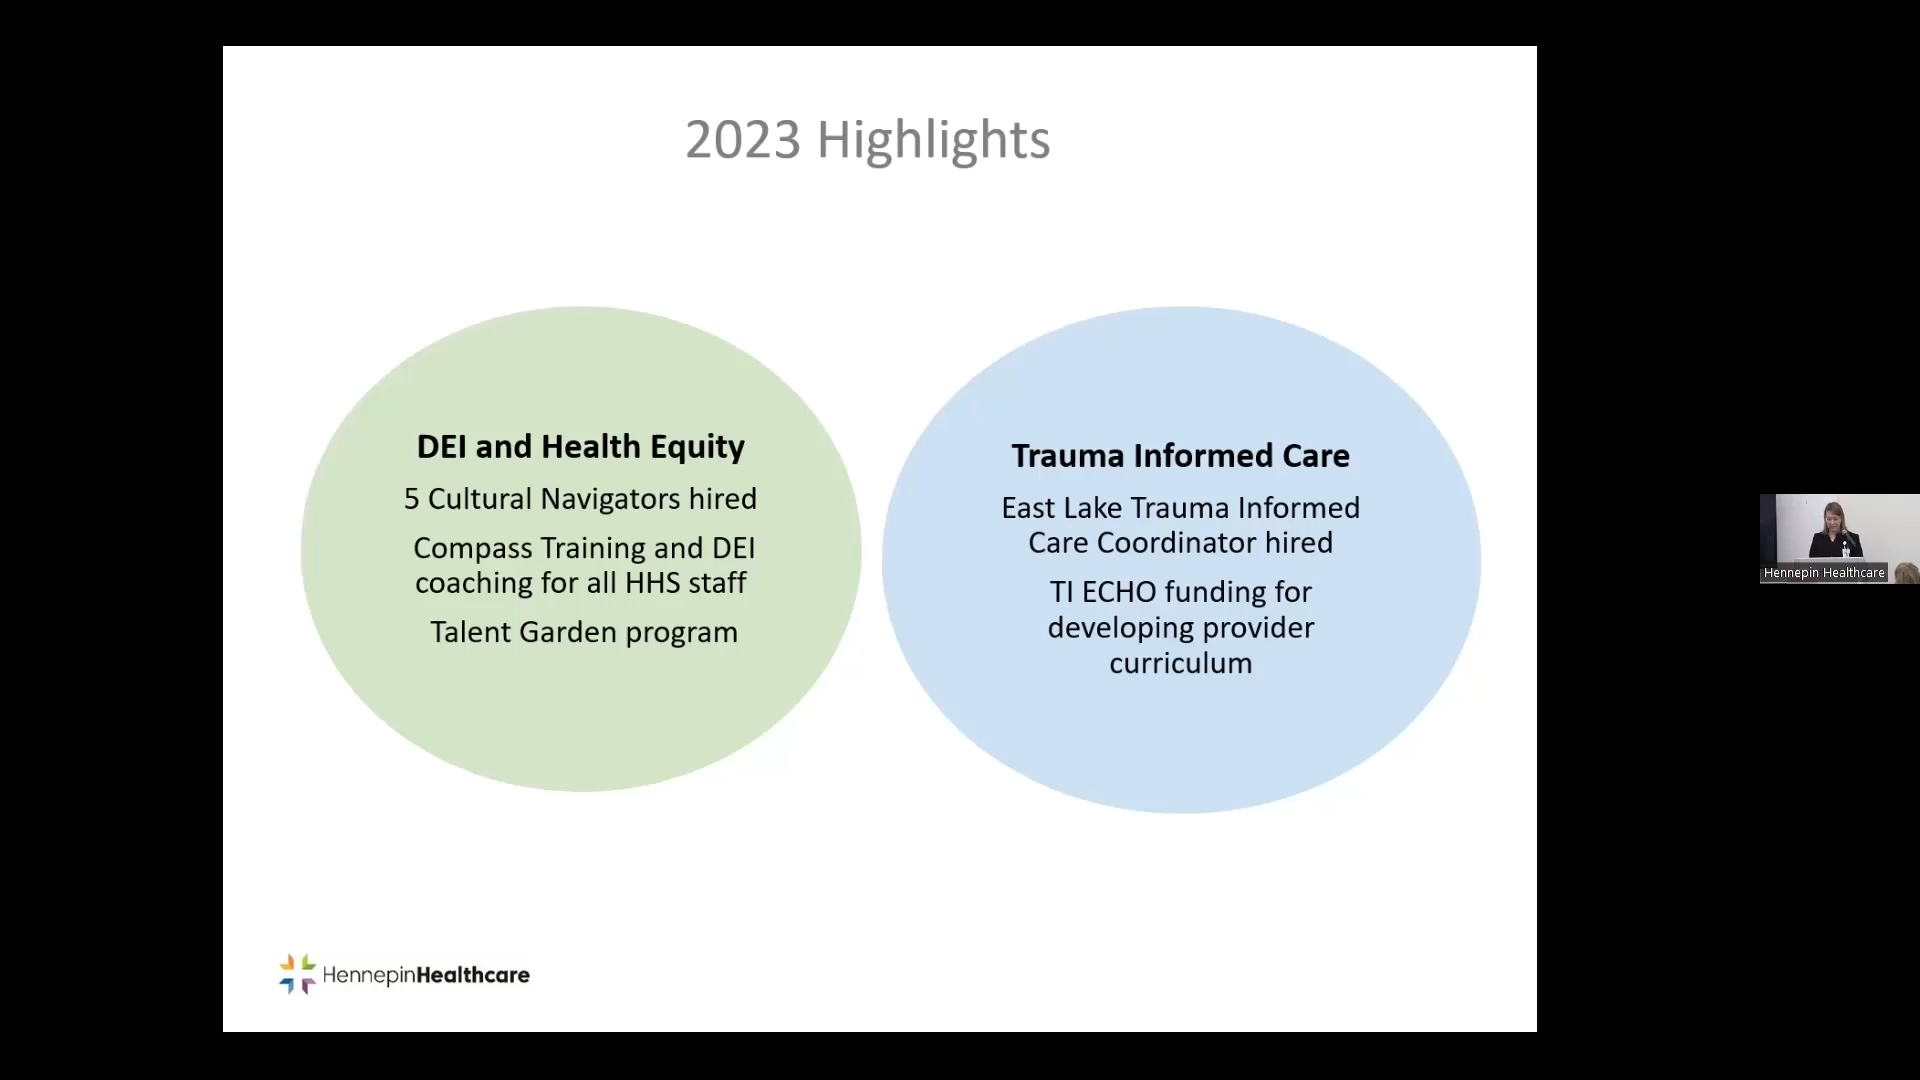 2023 Highlights
DEI and Health Equity
5 Cultural Navigators hired
Compass Training and DEI
coaching for all HHS staff
Talent Garden program
Trauma Informed Care
East Lake Trauma Informed
Care Coordinator hired
TI ECHO funding for
developing provider
curriculum
HennepinHealthcare
Hennepin Healthcare